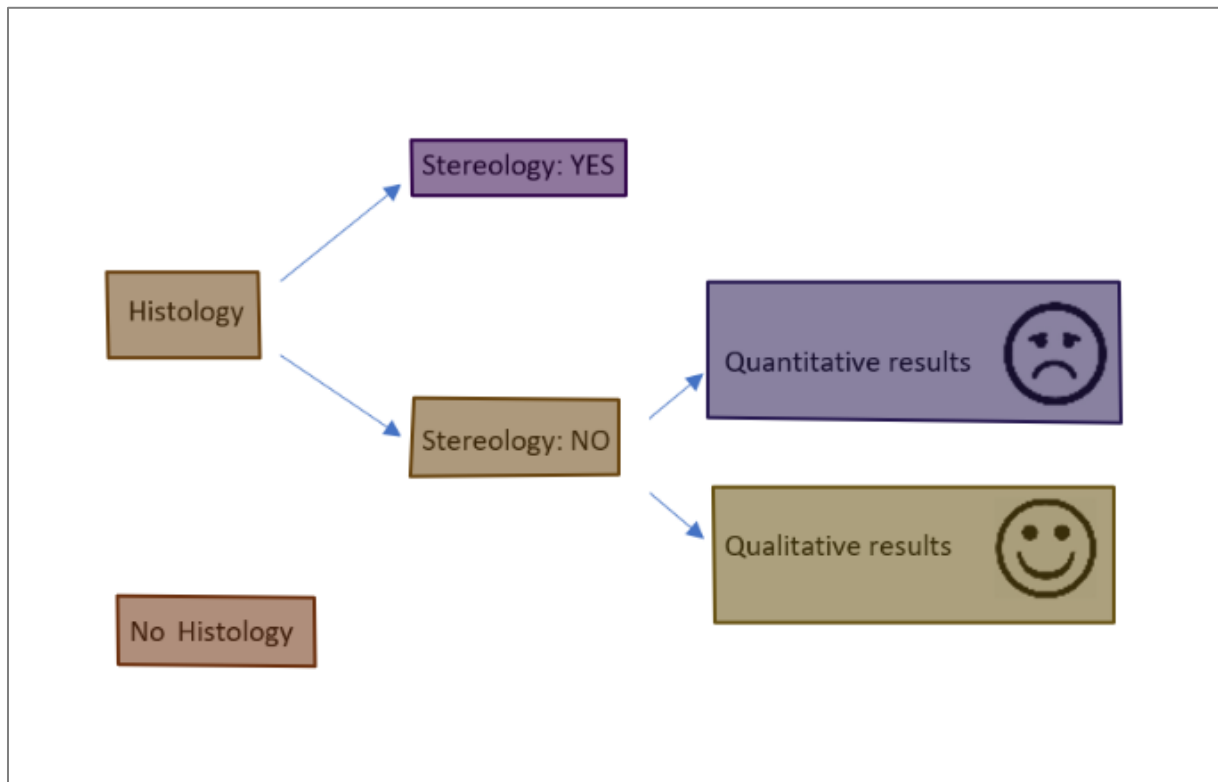 Stereology: YES
Histology
Quantitative results
Stereology: NO
Qualitative results
No Histology